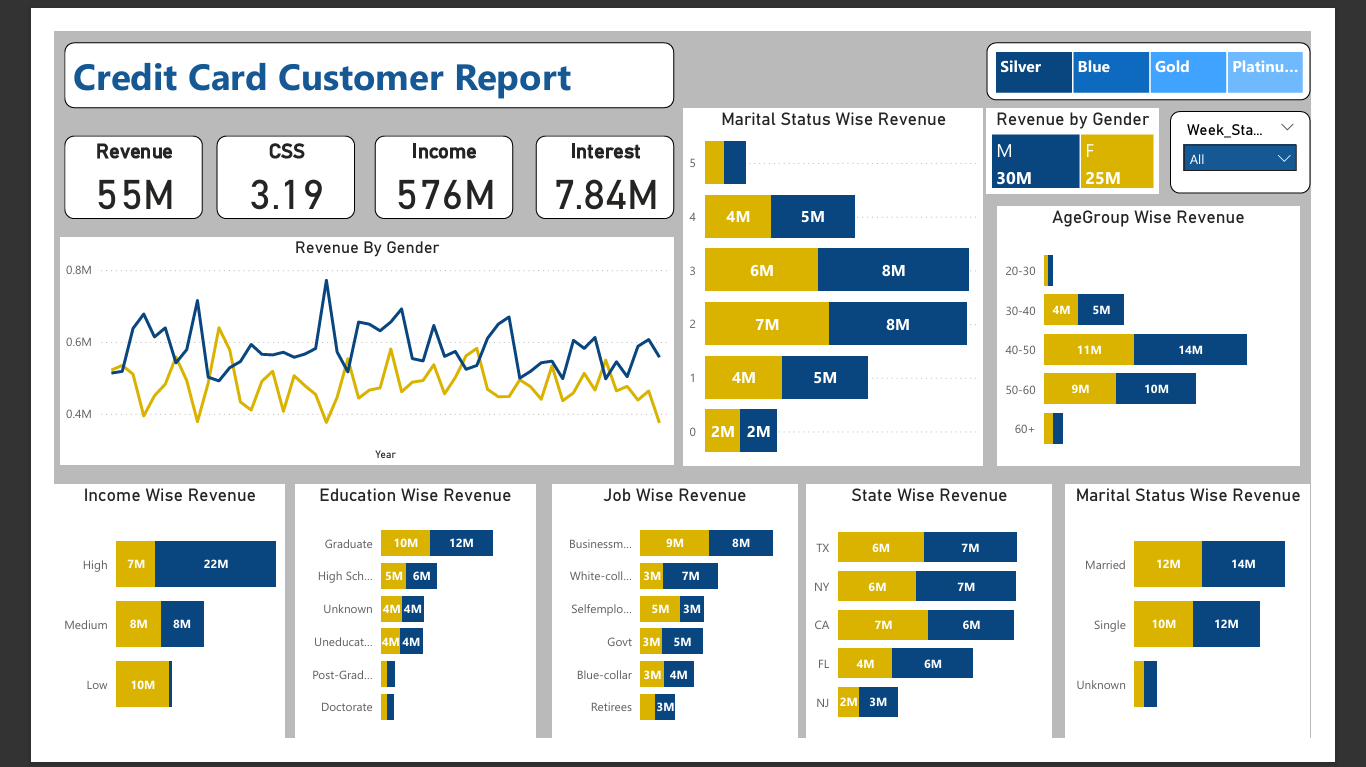 Credit Card Customer Report
Silver
Blue
Gold
Platinu...
Revenue
55M
CSS
3.19
Income
576M
Interest
7.84M
Marital Status Wise Revenue
5
4
4M
5M
3
6M
8M
2
7M
8M
1
4M
5M
0
2M
2M
Revenue by Gender
M
30M
F
25M
Week_Sta...
All
Revenue By Gender
0.8M
0.6M
0.4M
Year
AgeGroup Wise Revenue
20-30
30-40
4M
5M
40-50
11M
14M
50-60
9M
10M
60+
Income Wise Revenue
High
7M
22M
Medium
8M
8M
Low
10M
Education Wise Revenue
Graduate
10M
12M
High Sch...
5M
6M
Unknown
4M
4M
Uneducat...
4M
4M
Post-Grad...
Doctorate
Job Wise Revenue
Businessm...
9M
8M
White-coll...
3M
7M
Selfemplo...
5M
3M
Govt
3M
5M
Blue-collar
3M
4M
Retirees
3M
State Wise Revenue
TX
6M
7M
NY
6M
7M
CA
7M
6M
FL
4M
6M
NJ
2M
3M
Marital Status Wise Revenue
Married
12M
14M
Single
10M
12M
Unknown